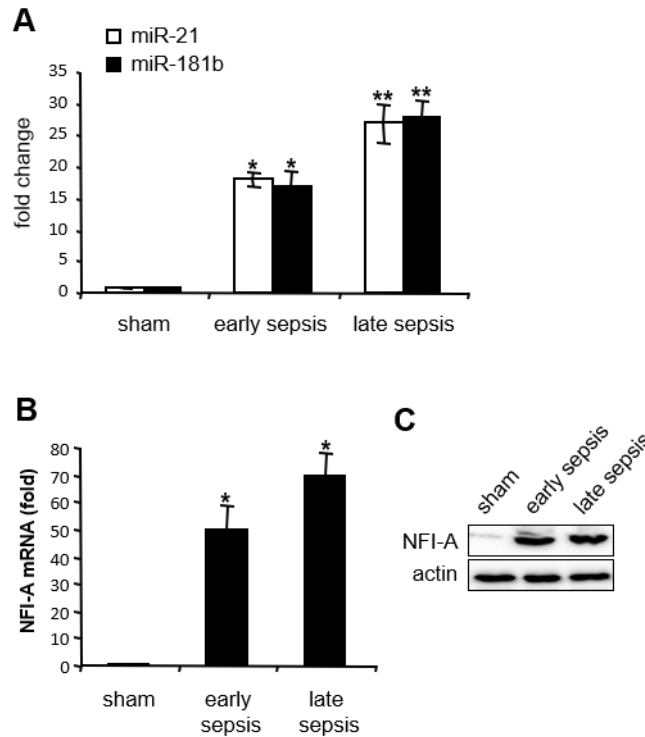 A
miR-21
miR-181b
fold change
35
30
25
20
15
10
5
0
* * ** **
sham early sepsis late sepsis
B
NFI-A mRNA (fold)
80
70
60
50
40
30
20
10
0
* *
sham early sepsis late sepsis
C
sham early sepsis late sepsis
NFI-A
actin